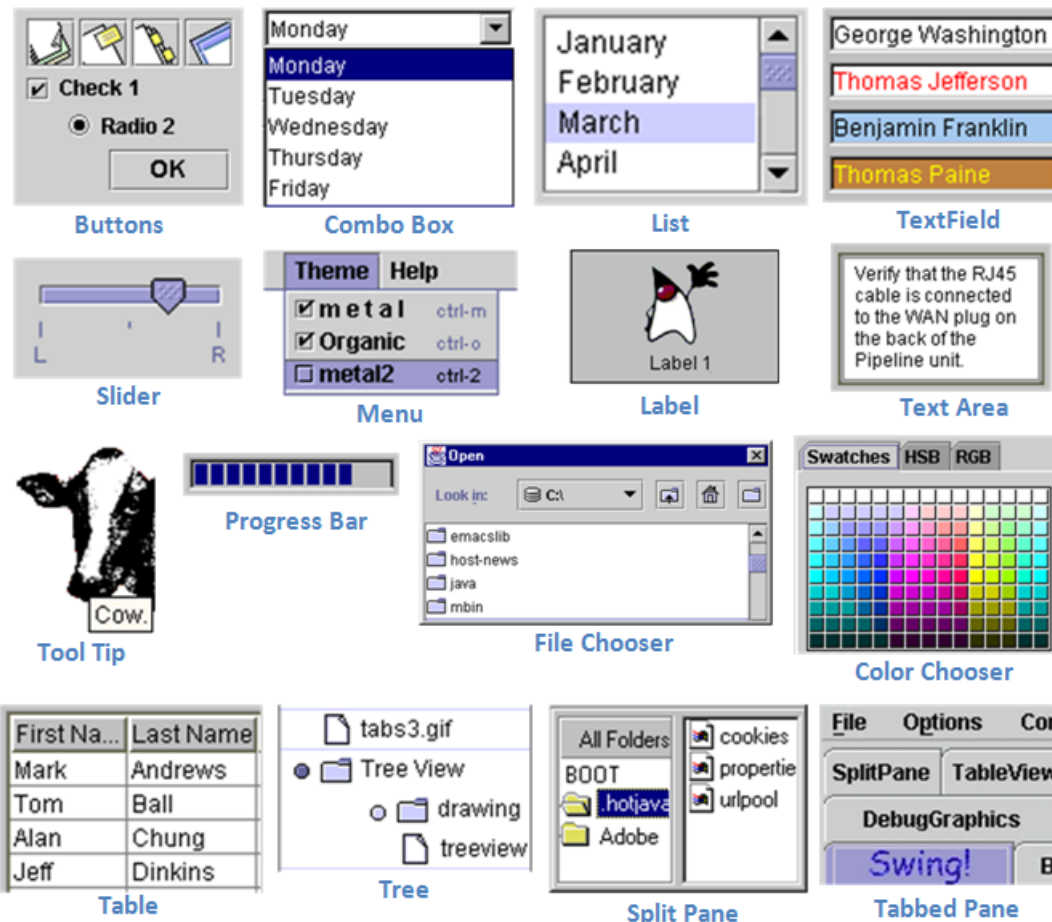 Check 1
Radio 2
OK
Buttons
Monday
Monday
Tuesday
Wednesday
Thursday
Friday
Combo Box
January
February
March
April
List
George Washington
Thomas Jefferson
Benjamin Franklin
Thomas Paine
TextField
L R
Slider
Theme Help
metal ctrl-m
Organic ctrl-o
metal2 ctrl-2
Menu
Label 1
Label
Verify that the RJ45
cable is connected
to the WAN plug on
the back of the
Pipeline unit.
Text Area
Cow.
Tool Tip
Progress Bar
Open
Look in: C:\
emacslib
host-news
java
mbin
File Chooser
Swatches HSB RGB
Color Chooser
First Na... Last Name
Mark Andrews
Tom Ball
Alan Chung
Jeff Dinkins
Table
tabs3.gif
Tree View
drawing
treeview
Tree
All Folders
BOOT
.hotjava
Adobe
cookies
propertie
urlpool
Split Pane
File Options Co
SplitPane TableView
DebugGraphics
Swing! B
Tabbed Pane